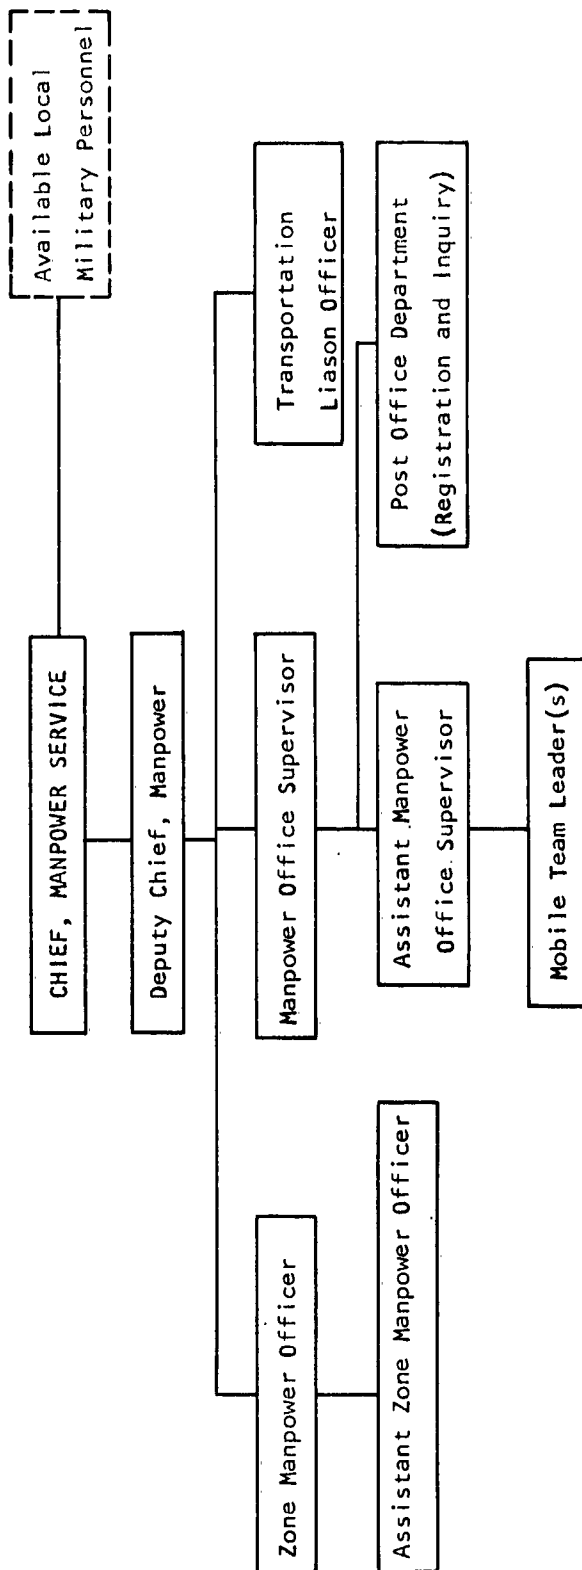 Available Local
Military Personnel
CHIEF, MANPOWER SERVICE
Deputy Chief, Manpower
Zone Manpower Officer
Manpower Office Supervisor
Transportation
Liason Officer
Assistant Zone Manpower Officer
Assistant Manpower
Office Supervisor
Post Office Department
(Registration and Inquiry)
Mobile Team Leader(s)